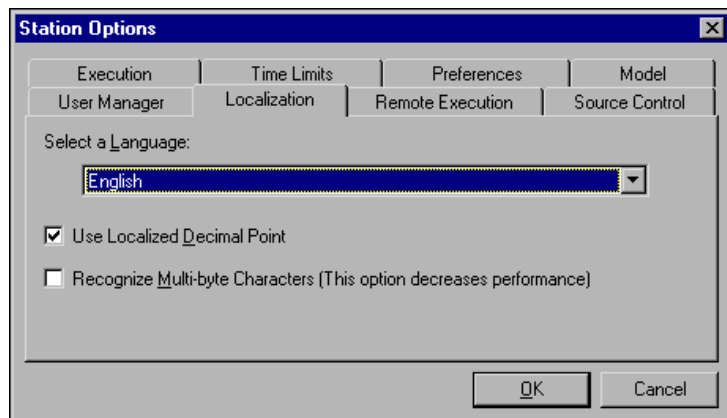 Station Options
Execution Time Limits Preferences Model
User Manager Localization Remote Execution Source Control
Select a Language:
English
Use Localized Decimal Point
Recognize Multi-byte Characters (This option decreases performance)
OK Cancel